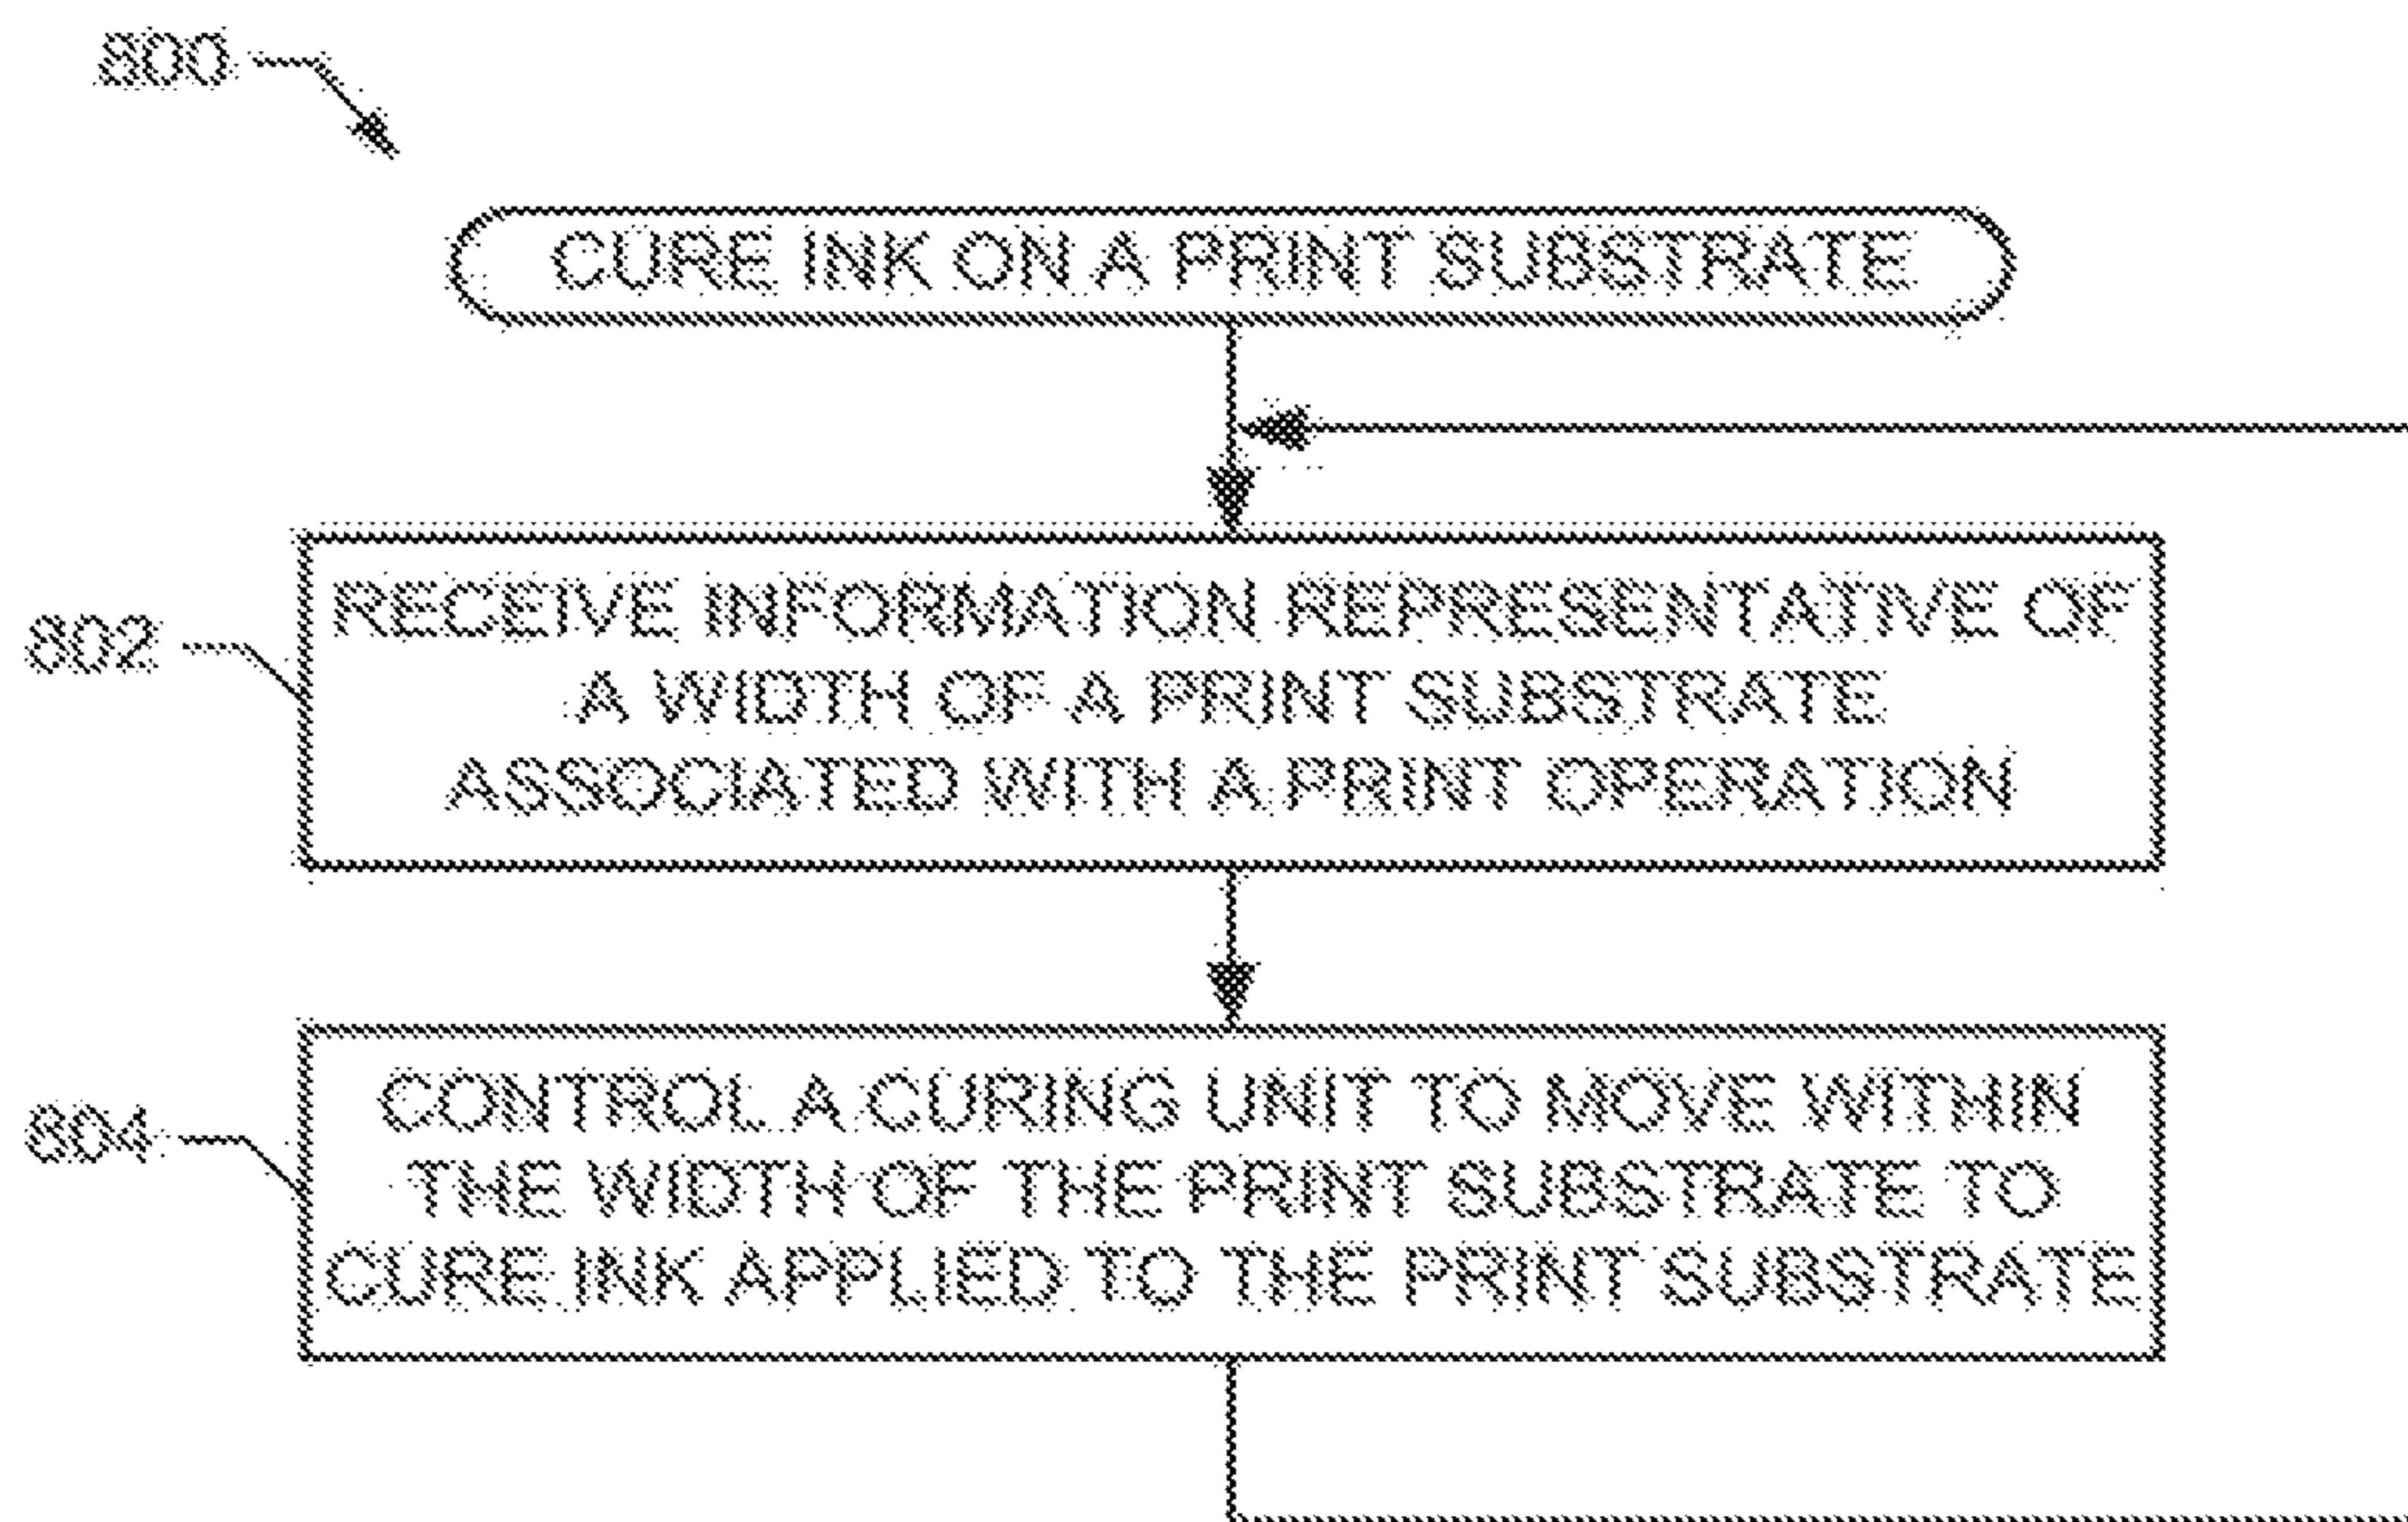 800
CURE INK ON A PRINT SUBSTRATE
802
RECEIVE INFORMATION REPRESENTATIVE OF
A WIDTH OF A PRINT SUBSTRATE
ASSOCIATED WITH A PRINT OPERATION
804
CONTROL A CURING UNIT TO MOVE WITHIN
THE WIDTH OF THE PRINT SUBSTRATE TO
CURE INK APPLIED TO THE PRINT SUBSTRATE